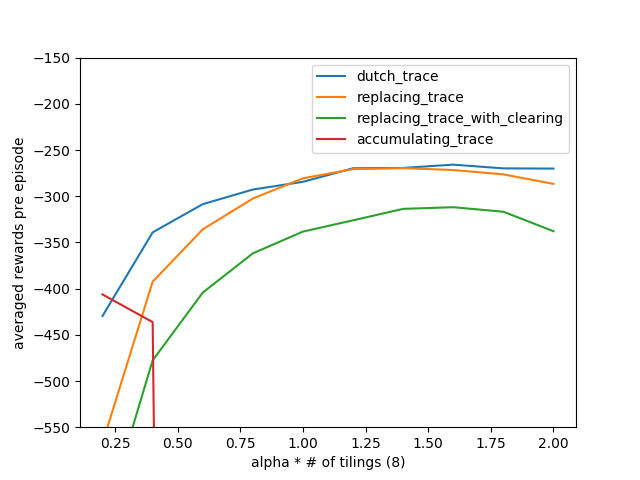 −150
−200
−250
−300
−350
−400
−450
−500
−550
averaged rewards pre episode
dutch_trace
replacing_trace
replacing_trace_with_clearing
accumulating_trace
0.25
0.50
0.75
1.00
1.25
1.50
1.75
2.00
alpha * # of tilings (8)